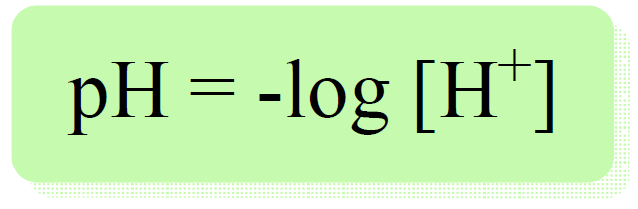 pH = -log [H⁺]